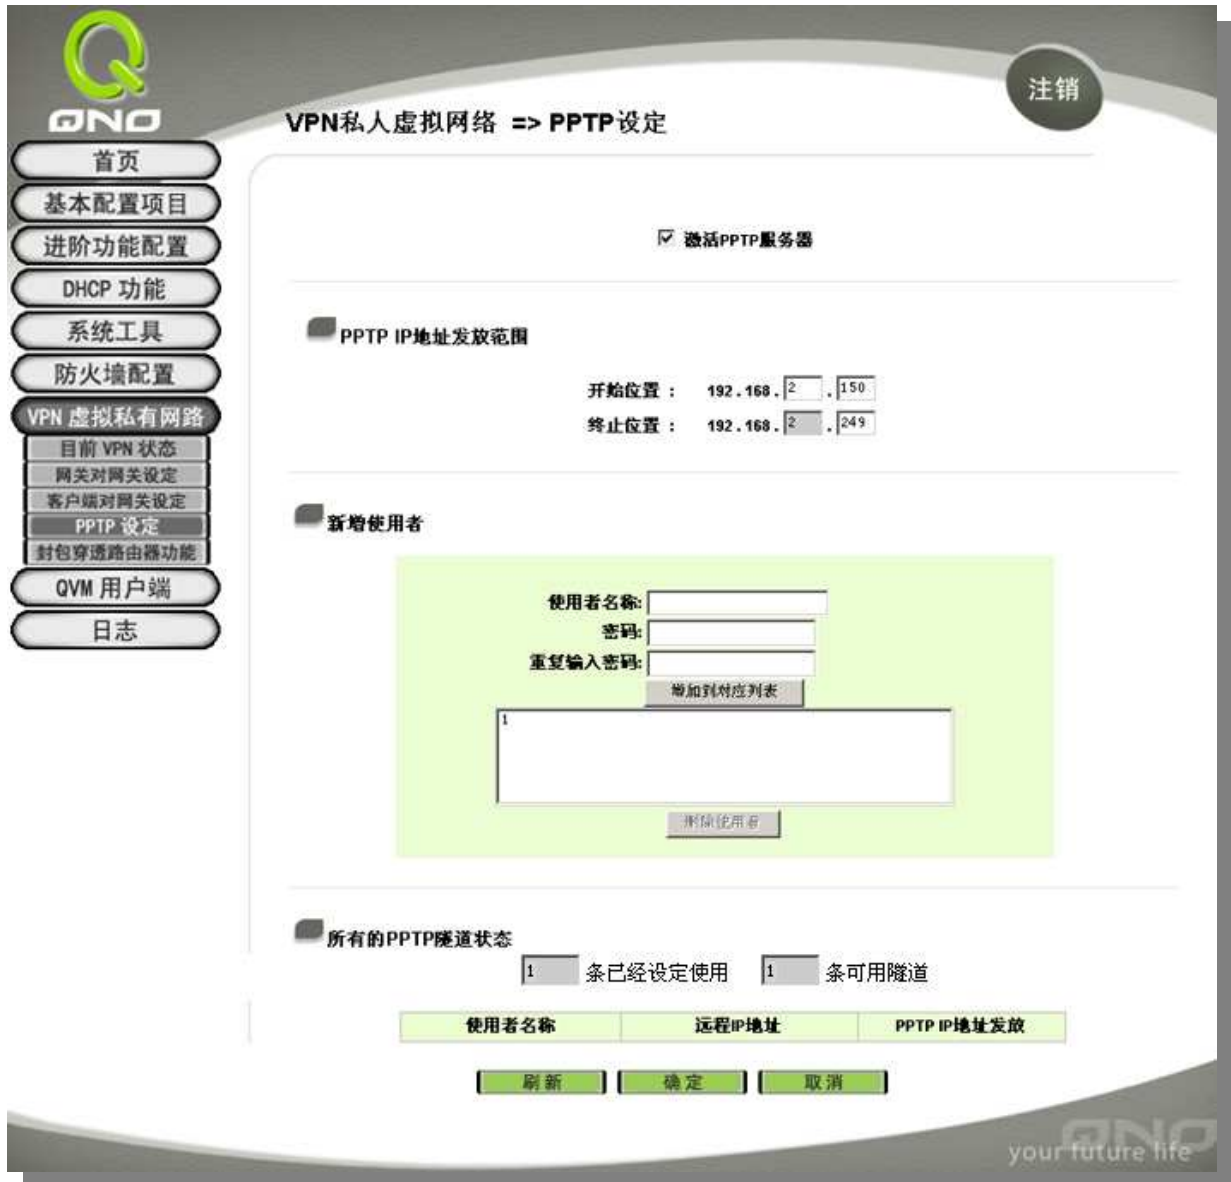 QNO
注销
VPN私人虚拟网络 => PPTP设定
首页
基本配置项目
进阶功能配置
DHCP 功能
系统工具
防火墙配置
VPN 虚拟私有网路
目前 VPN 状态
网关对网关设定
客户端对网关设定
PPTP 设定
封包穿透路由器功能
QVM 用户端
日志
激活PPTP服务器
PPTP IP地址发放范围
开始位置 : 192.168.2.150
终止位置 : 192.168.2.249
新增使用者
使用者名称:
密码:
重复输入密码:
增加到对应列表
1
删除使用者
所有的PPTP隧道状态
1 条已经设定使用 1 条可用隧道
使用者名称 远程IP地址 PPTP IP地址发放
刷新 确定 取消
QNO
your future life